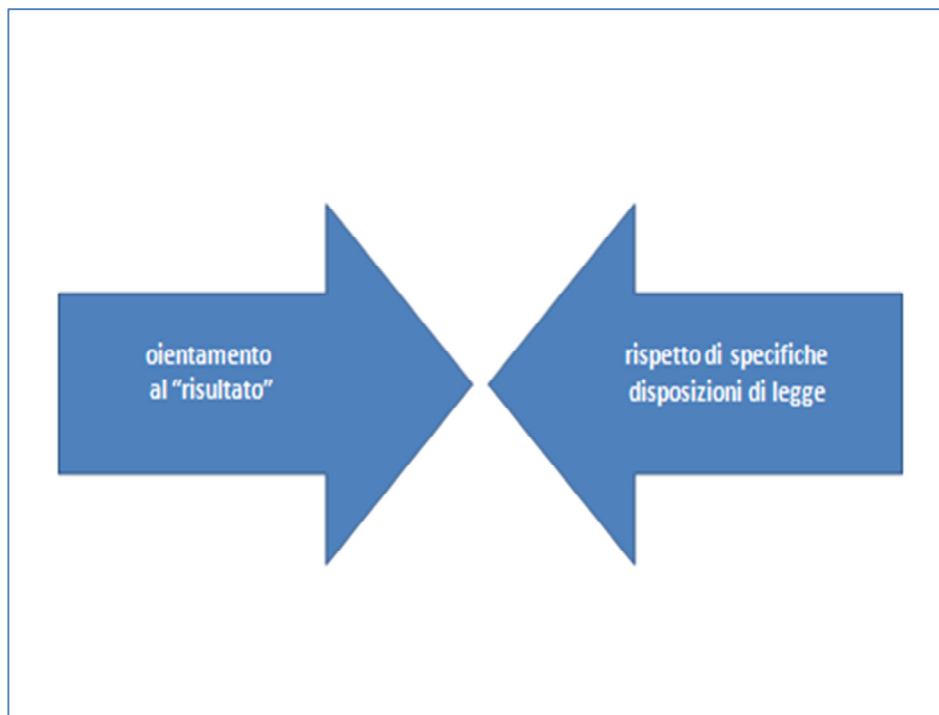 oientamento
al “risultato”
rispetto di specifiche
disposizioni di legge